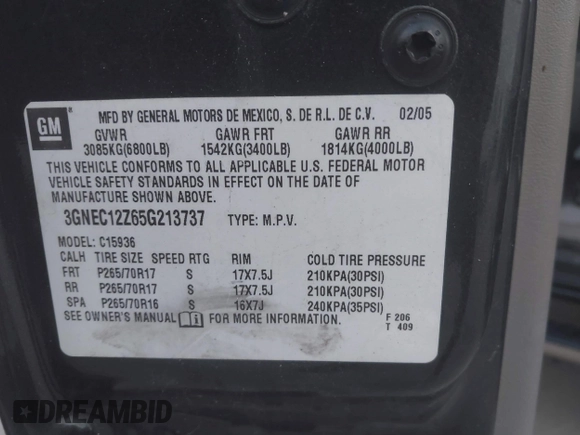 GM
MFD BY GENERAL MOTORS DE MEXICO, S. DE R.L. DE C.V. 02/05
GVWR GAWR FRT GAWR RR
3085KG(6800LB) 1542KG(3400LB) 1814KG(4000LB)
THIS VEHICLE CONFORMS TO ALL APPLICABLE U.S. FEDERAL MOTOR
VEHICLE SAFETY STANDARDS IN EFFECT ON THE DATE OF
MANUFACTURE SHOWN ABOVE.
3GNEC12Z65G213737 TYPE: M.P.V.
MODEL: C15936
CALH TIRE SIZE SPEED RTG RIM COLD TIRE PRESSURE
FRT P265/70R17 S 17X7.5J 210KPA(30PSI)
RR P265/70R17 S 17X7.5J 210KPA(30PSI)
SPA P265/70R16 S 16X7J 240KPA(35PSI)
SEE OWNER'S MANUAL FOR MORE INFORMATION.
F 206
T 409
DREAMBID